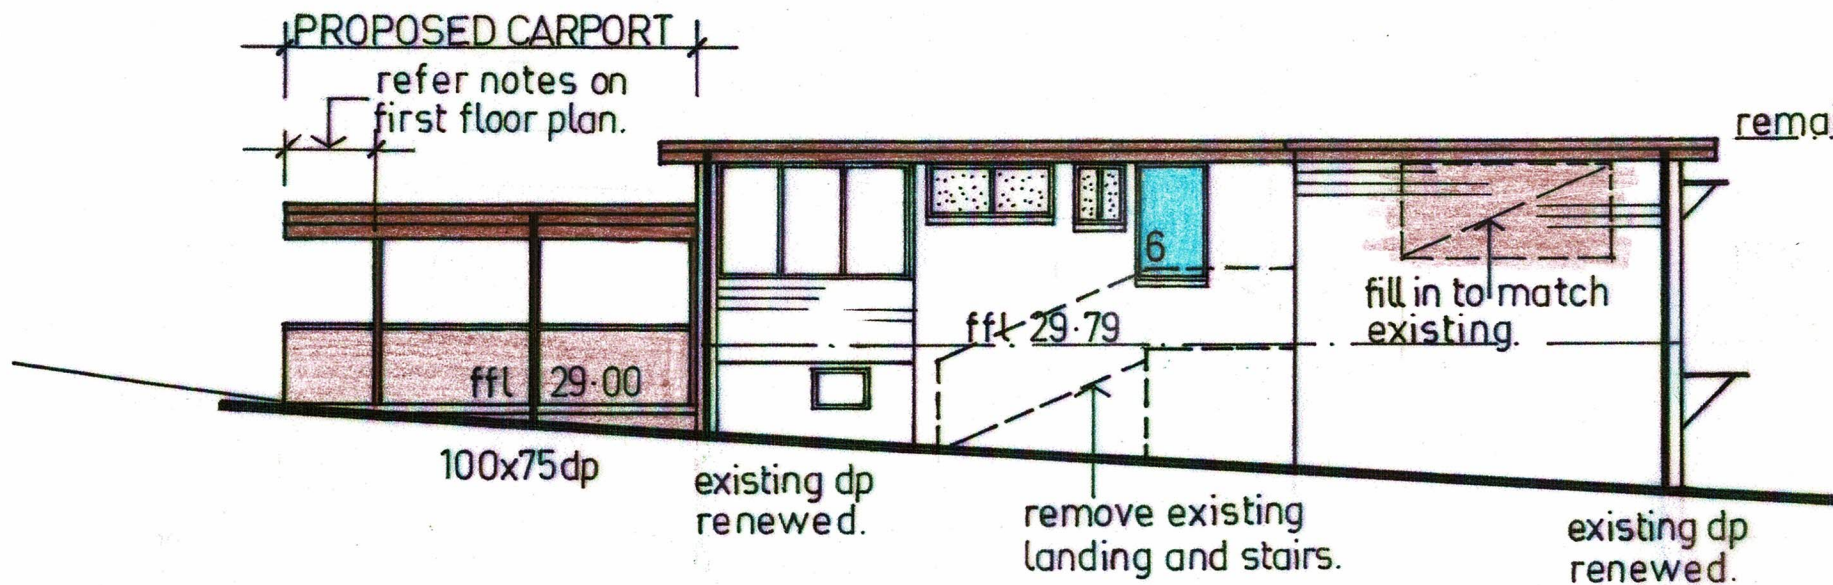 PROPOSED CARPORT
refer notes on
first floor plan.
rema
6
fill in to match
existing.
ffl 29·79
ffl 29·00
100x75dp
existing dp
renewed.
remove existing
landing and stairs.
existing dp
renewed.